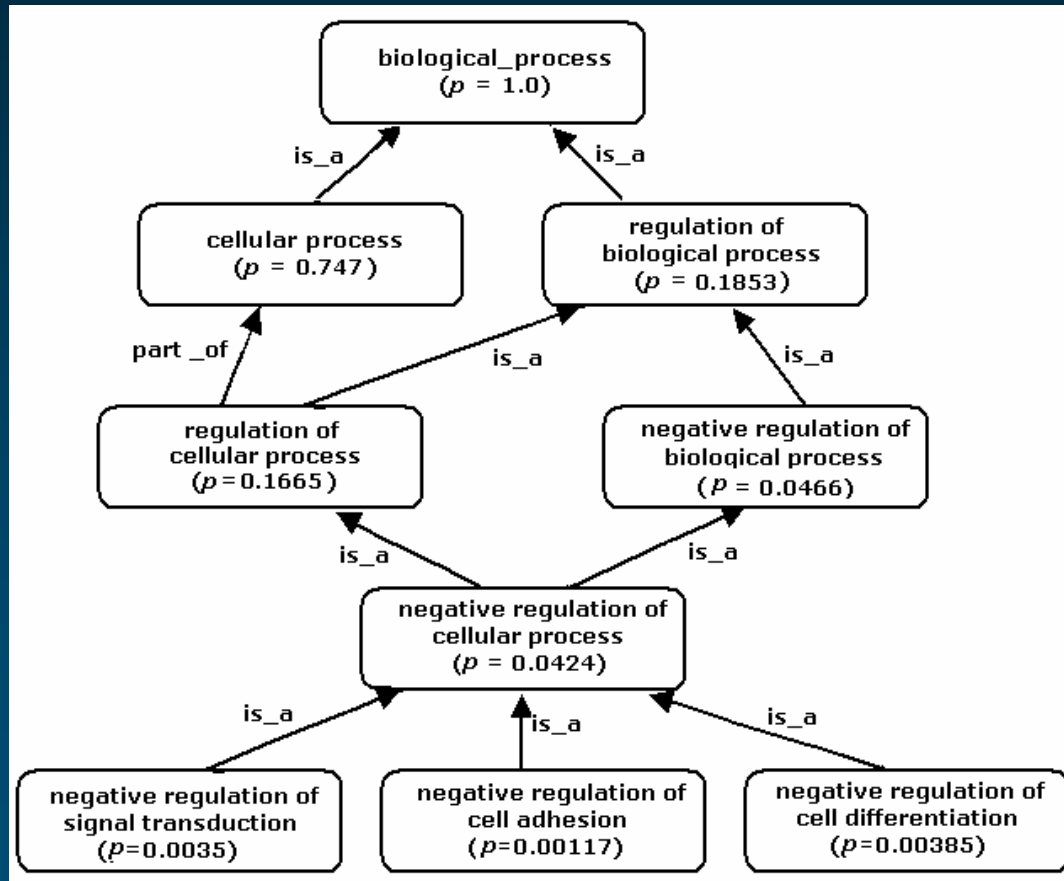 biological_process
(p = 1.0)
is_a
is_a
cellular process
(p = 0.747)
regulation of
biological process
(p = 0.1853)
part _of
is_a
is_a
regulation of
cellular process
(p=0.1665)
negative regulation of
biological process
(p = 0.0466)
is_a
is_a
negative regulation of
cellular process
(p = 0.0424)
is_a
is_a
is_a
negative regulation of
signal transduction
(p=0.0035)
negative regulation of
cell adhesion
(p=0.00117)
negative regulation of
cell differentiation
(p=0.00385)